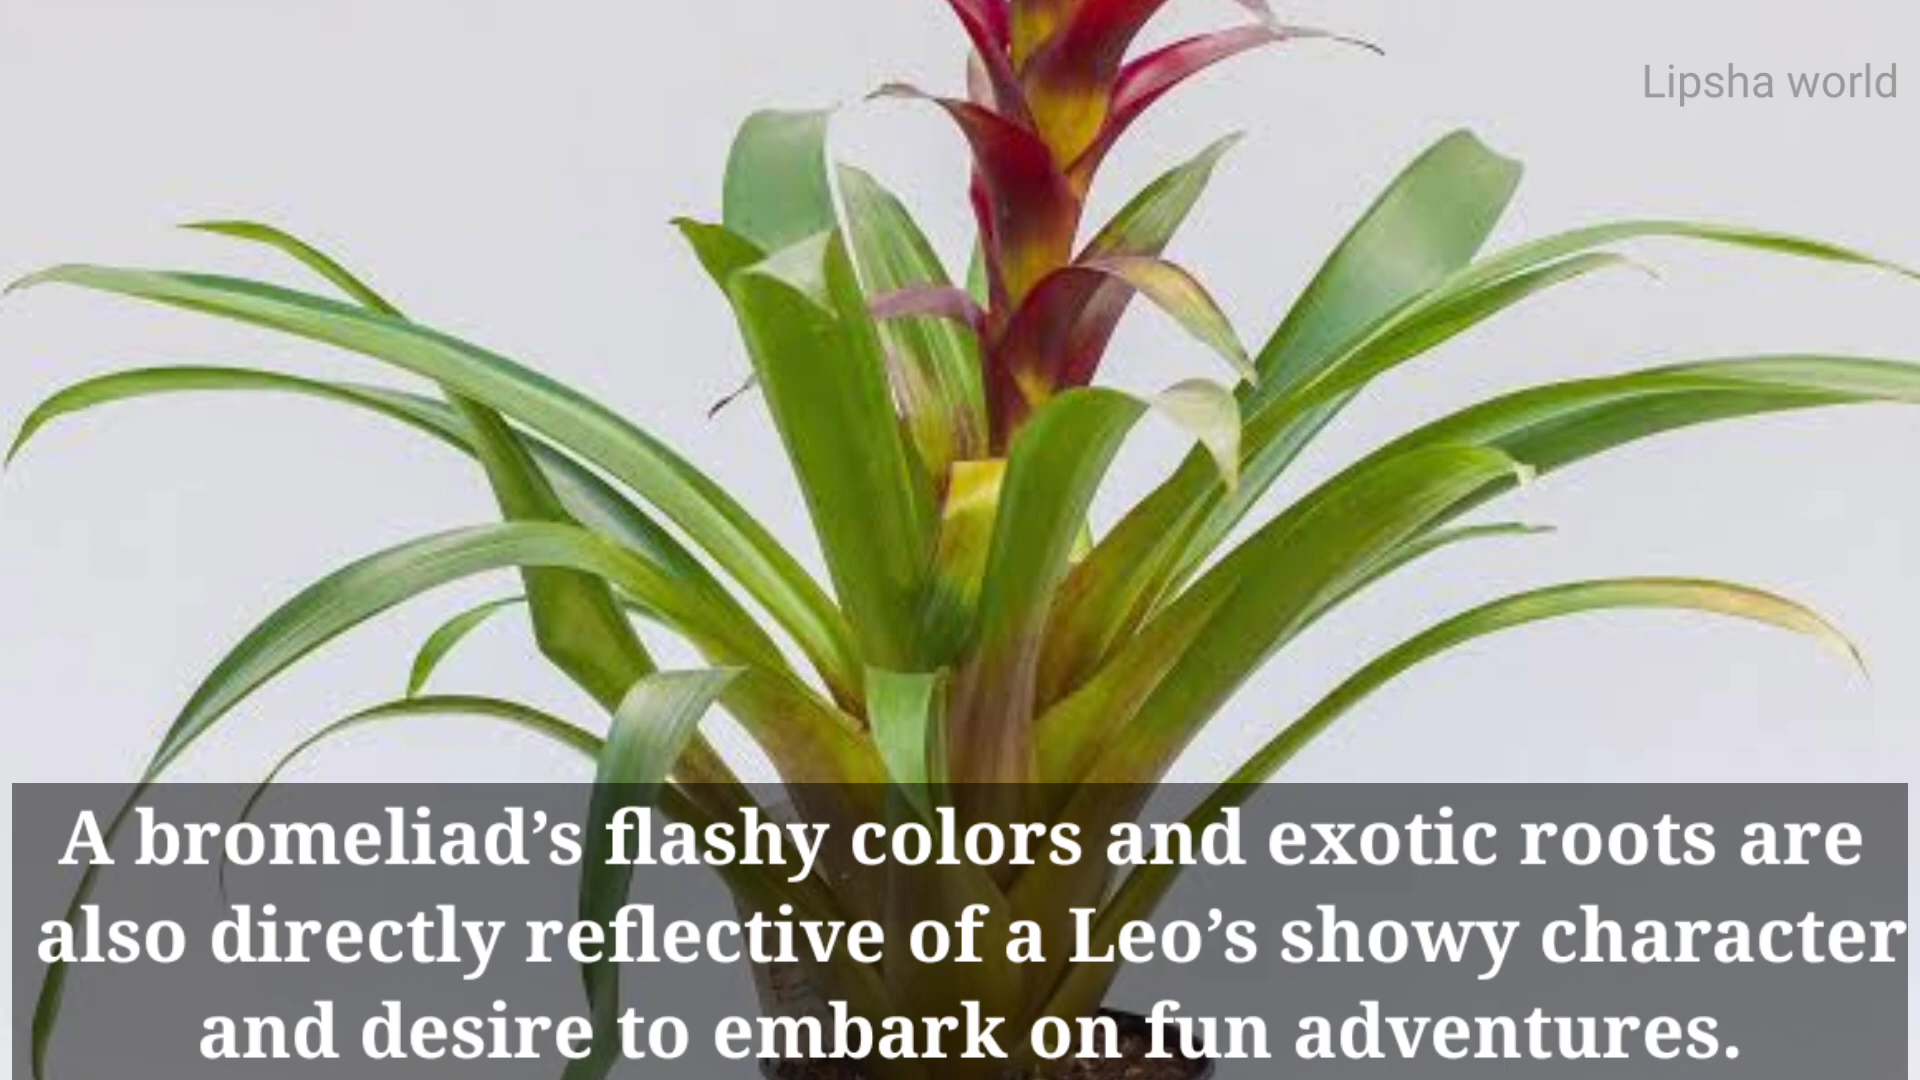 Lipsha world
A bromeliad’s flashy colors and exotic roots are
also directly reflective of a Leo’s showy character
and desire to embark on fun adventures.